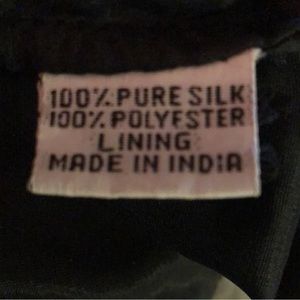 100% PURE SILK
100% POLYESTER
LINING
MADE IN INDIA